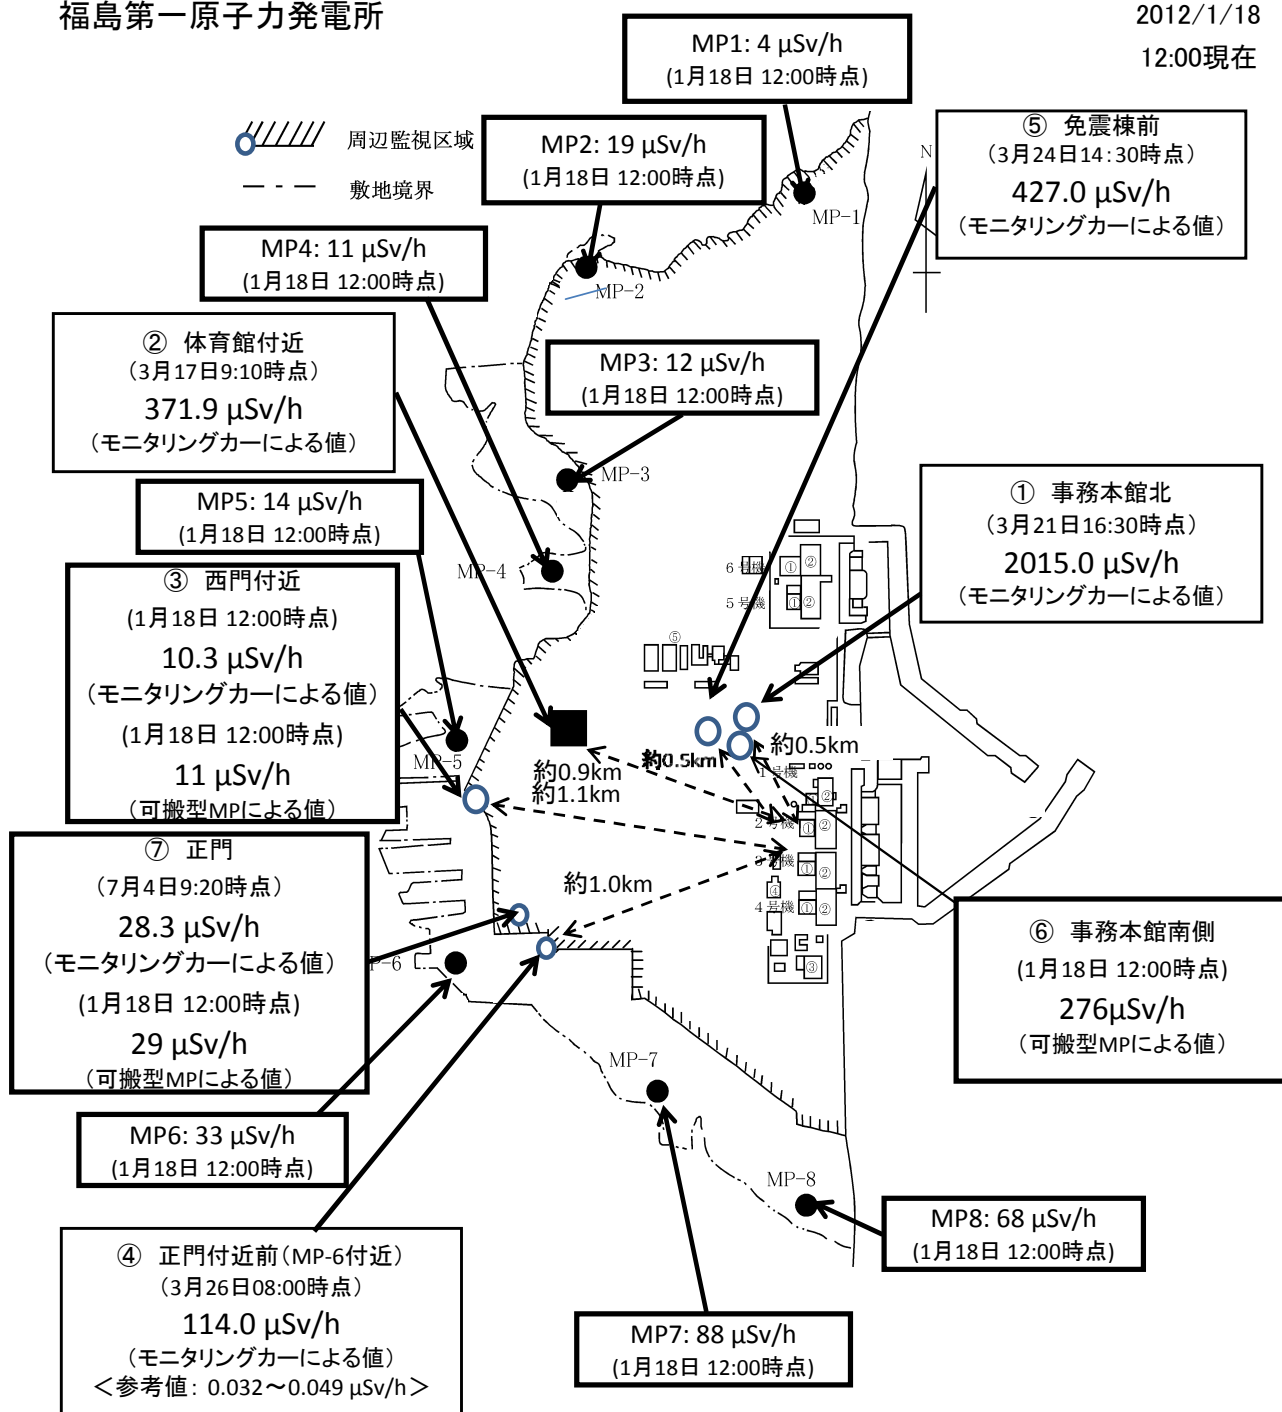 福島第一原子力発電所
2012/1/18
12:00現在
周辺監視区域
敷地境界
MP1: 4 μSv/h
(1月18日 12:00時点)
MP2: 19 μSv/h
(1月18日 12:00時点)
⑤ 免震棟前
(3月24日14:30時点)
427.0 μSv/h
(モニタリングカーによる値)
N
MP-1
MP4: 11 μSv/h
(1月18日 12:00時点)
MP-2
② 体育館付近
(3月17日9:10時点)
371.9 μSv/h
(モニタリングカーによる値)
MP3: 12 μSv/h
(1月18日 12:00時点)
MP-3
MP5: 14 μSv/h
(1月18日 12:00時点)
① 事務本館北
(3月21日16:30時点)
2015.0 μSv/h
(モニタリングカーによる値)
MP-4
6号機
①
②
5号機
①
②
③ 西門付近
(1月18日 12:00時点)
10.3 μSv/h
(モニタリングカーによる値)
(1月18日 12:00時点)
11 μSv/h
(可搬型MPによる値)
⑤
MP-5
約0.9km
約1.1km
約0.5km
約0.5km
1号機
②
2号機
①
②
3号機
①
②
④
4号機
①
②
③
約1.0km
⑦ 正門
(7月4日9:20時点)
28.3 μSv/h
(モニタリングカーによる値)
(1月18日 12:00時点)
29 μSv/h
(可搬型MPによる値)
P-6
⑥ 事務本館南側
(1月18日 12:00時点)
276μSv/h
(可搬型MPによる値)
MP-7
MP6: 33 μSv/h
(1月18日 12:00時点)
MP-8
MP8: 68 μSv/h
(1月18日 12:00時点)
④ 正門付近前(MP-6付近)
(3月26日08:00時点)
114.0 μSv/h
(モニタリングカーによる値)
<参考値: 0.032~0.049 μSv/h>
MP7: 88 μSv/h
(1月18日 12:00時点)